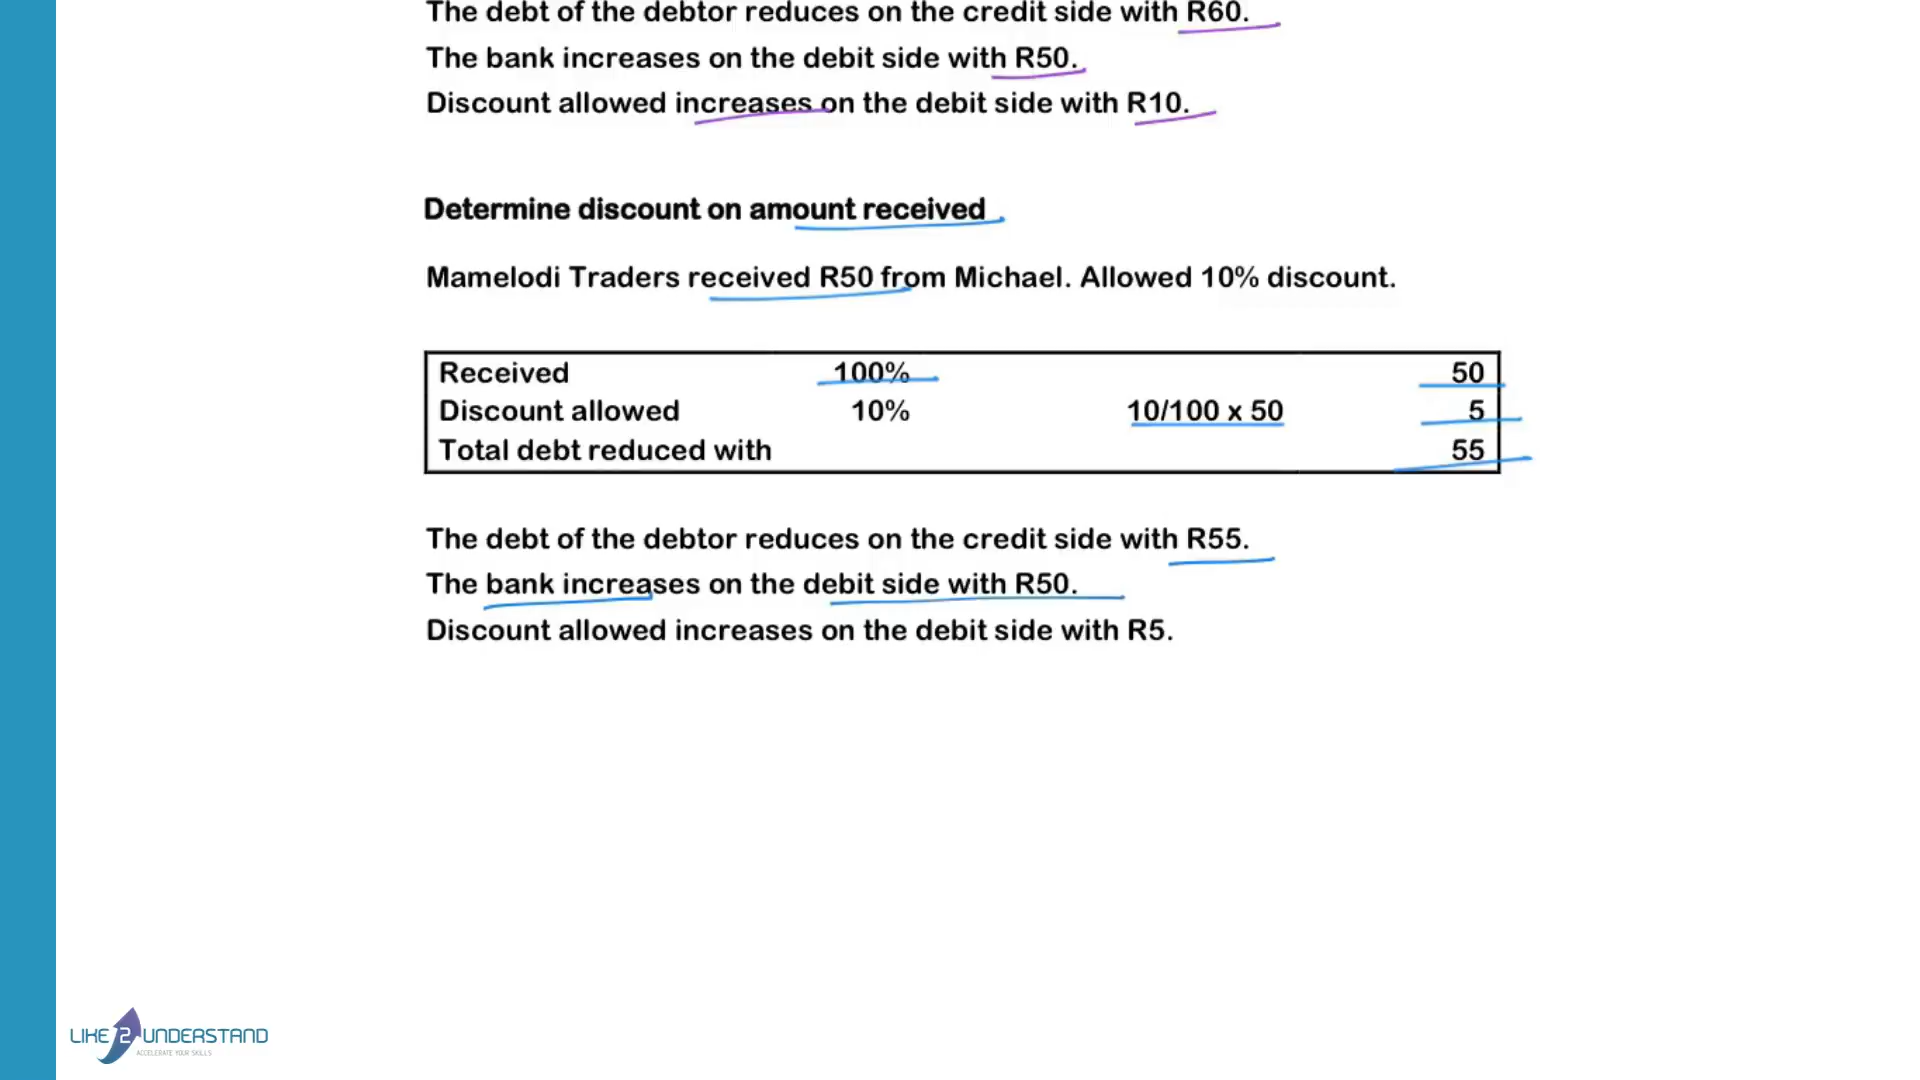 The debt of the debtor reduces on the credit side with R60.
The bank increases on the debit side with R50.
Discount allowed increases on the debit side with R10.
Determine discount on amount received
Mamelodi Traders received R50 from Michael. Allowed 10% discount.
Received 100% 50
Discount allowed 10% 10/100 x 50 5
Total debt reduced with 55
The debt of the debtor reduces on the credit side with R55.
The bank increases on the debit side with R50.
Discount allowed increases on the debit side with R5.
LIKE 2 UNDERSTAND
ACCELERATE YOUR SKILLS